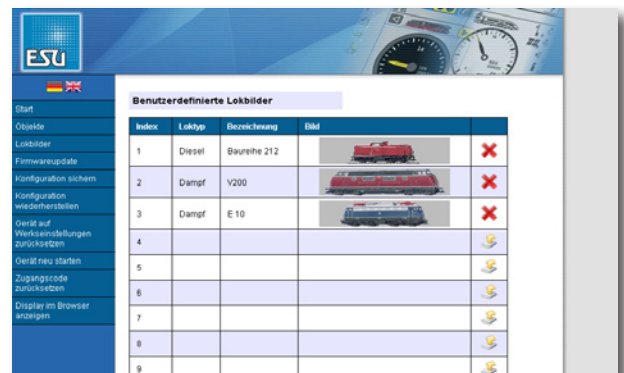 ESU
Start
Objekte
Lokbilder
Firmwareupdate
Konfiguration sichern
Konfiguration
wiederherstellen
Gerät auf
Werkseinstellungen
zurücksetzen
Gerät neu starten
Zugangscode
zurücksetzen
Display im Browser
anzeigen
Benutzerdefinierte Lokbilder
Index Loktyp Bezeichnung Bild
1 Diesel Baureihe 212
2 Dampf V200
3 Dampf E 10
4
5
6
7
8
9